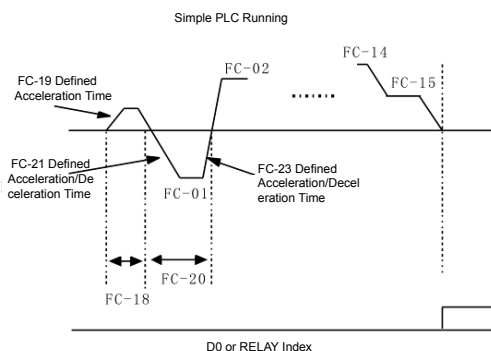 Simple PLC Running
FC-14
FC-02
FC-15
FC-19 Defined
Acceleration Time
FC-21 Defined
Acceleration/De
celeration Time
FC-23 Defined
Acceleration/Decel
eration Time
FC-01
FC-20
FC-18
D0 or RELAY Index